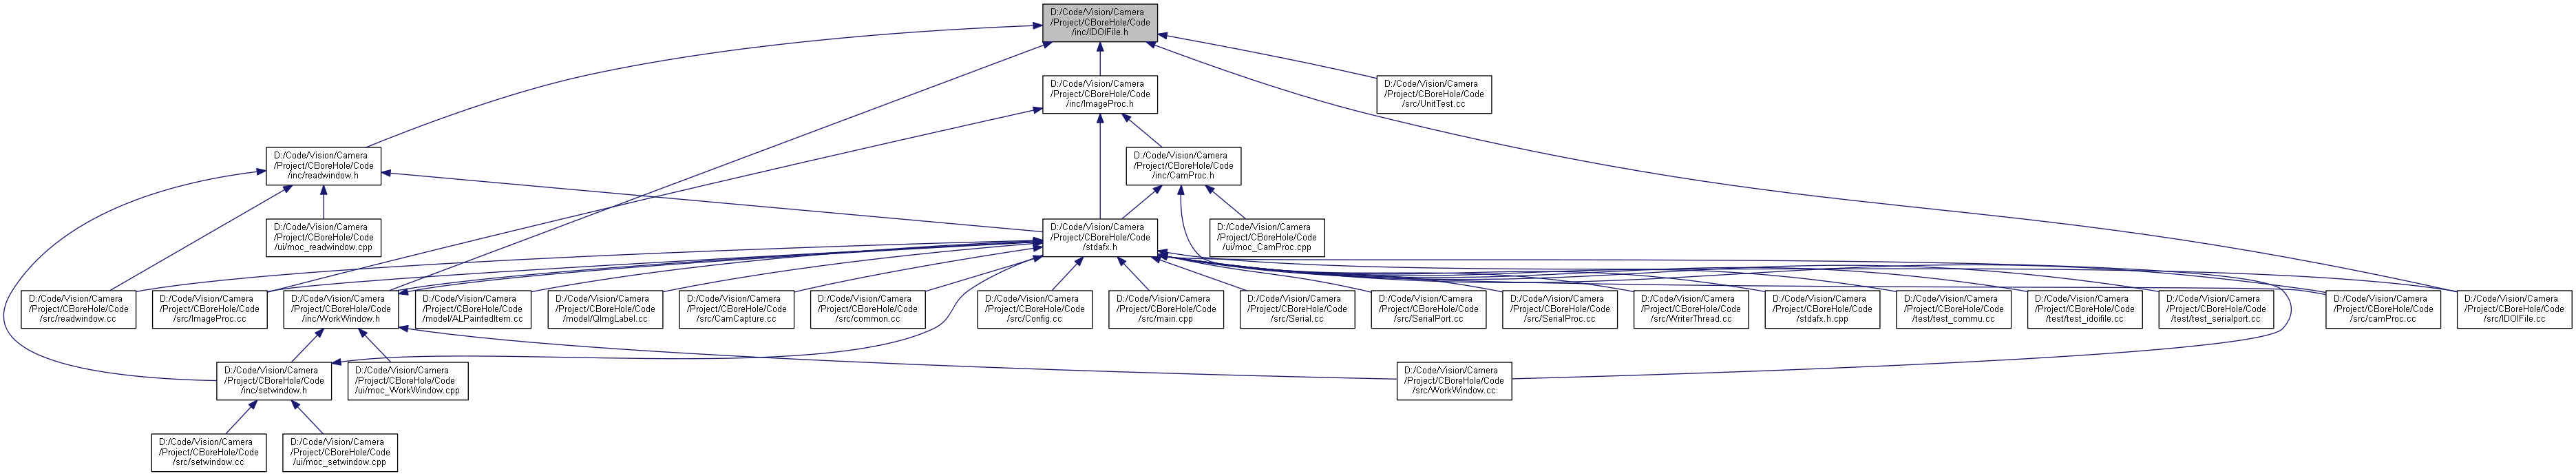 D:/Code/Vision/Camera
/Project/CBoreHole/Code
/inc/IDOIFile.h
D:/Code/Vision/Camera
/Project/CBoreHole/Code
/inc/ImageProc.h
D:/Code/Vision/Camera
/Project/CBoreHole/Code
/src/UnitTest.cc
D:/Code/Vision/Camera
/Project/CBoreHole/Code
/inc/readwindow.h
D:/Code/Vision/Camera
/Project/CBoreHole/Code
/inc/CamProc.h
D:/Code/Vision/Camera
/Project/CBoreHole/Code
/ui/moc_readwindow.cpp
D:/Code/Vision/Camera
/Project/CBoreHole/Code
/stdafx.h
D:/Code/Vision/Camera
/Project/CBoreHole/Code
/ui/moc_CamProc.cpp
D:/Code/Vision/Camera
/Project/CBoreHole/Code
/src/readwindow.cc
D:/Code/Vision/Camera
/Project/CBoreHole/Code
/src/ImageProc.cc
D:/Code/Vision/Camera
/Project/CBoreHole/Code
/inc/WorkWindow.h
D:/Code/Vision/Camera
/Project/CBoreHole/Code
/model/ALPaintedItem.cc
D:/Code/Vision/Camera
/Project/CBoreHole/Code
/model/QImgLabel.cc
D:/Code/Vision/Camera
/Project/CBoreHole/Code
/src/CamCapture.cc
D:/Code/Vision/Camera
/Project/CBoreHole/Code
/src/common.cc
D:/Code/Vision/Camera
/Project/CBoreHole/Code
/src/Config.cc
D:/Code/Vision/Camera
/Project/CBoreHole/Code
/src/main.cpp
D:/Code/Vision/Camera
/Project/CBoreHole/Code
/src/Serial.cc
D:/Code/Vision/Camera
/Project/CBoreHole/Code
/src/SerialPort.cc
D:/Code/Vision/Camera
/Project/CBoreHole/Code
/src/SerialProc.cc
D:/Code/Vision/Camera
/Project/CBoreHole/Code
/src/WriterThread.cc
D:/Code/Vision/Camera
/Project/CBoreHole/Code
/stdafx.h.cpp
D:/Code/Vision/Camera
/Project/CBoreHole/Code
/test/test_commu.cc
D:/Code/Vision/Camera
/Project/CBoreHole/Code
/test/test_idoifile.cc
D:/Code/Vision/Camera
/Project/CBoreHole/Code
/test/test_serialport.cc
D:/Code/Vision/Camera
/Project/CBoreHole/Code
/src/camProc.cc
D:/Code/Vision/Camera
/Project/CBoreHole/Code
/src/IDOIFile.cc
D:/Code/Vision/Camera
/Project/CBoreHole/Code
/inc/setwindow.h
D:/Code/Vision/Camera
/Project/CBoreHole/Code
/ui/moc_WorkWindow.cpp
D:/Code/Vision/Camera
/Project/CBoreHole/Code
/src/WorkWindow.cc
D:/Code/Vision/Camera
/Project/CBoreHole/Code
/src/setwindow.cc
D:/Code/Vision/Camera
/Project/CBoreHole/Code
/ui/moc_setwindow.cpp